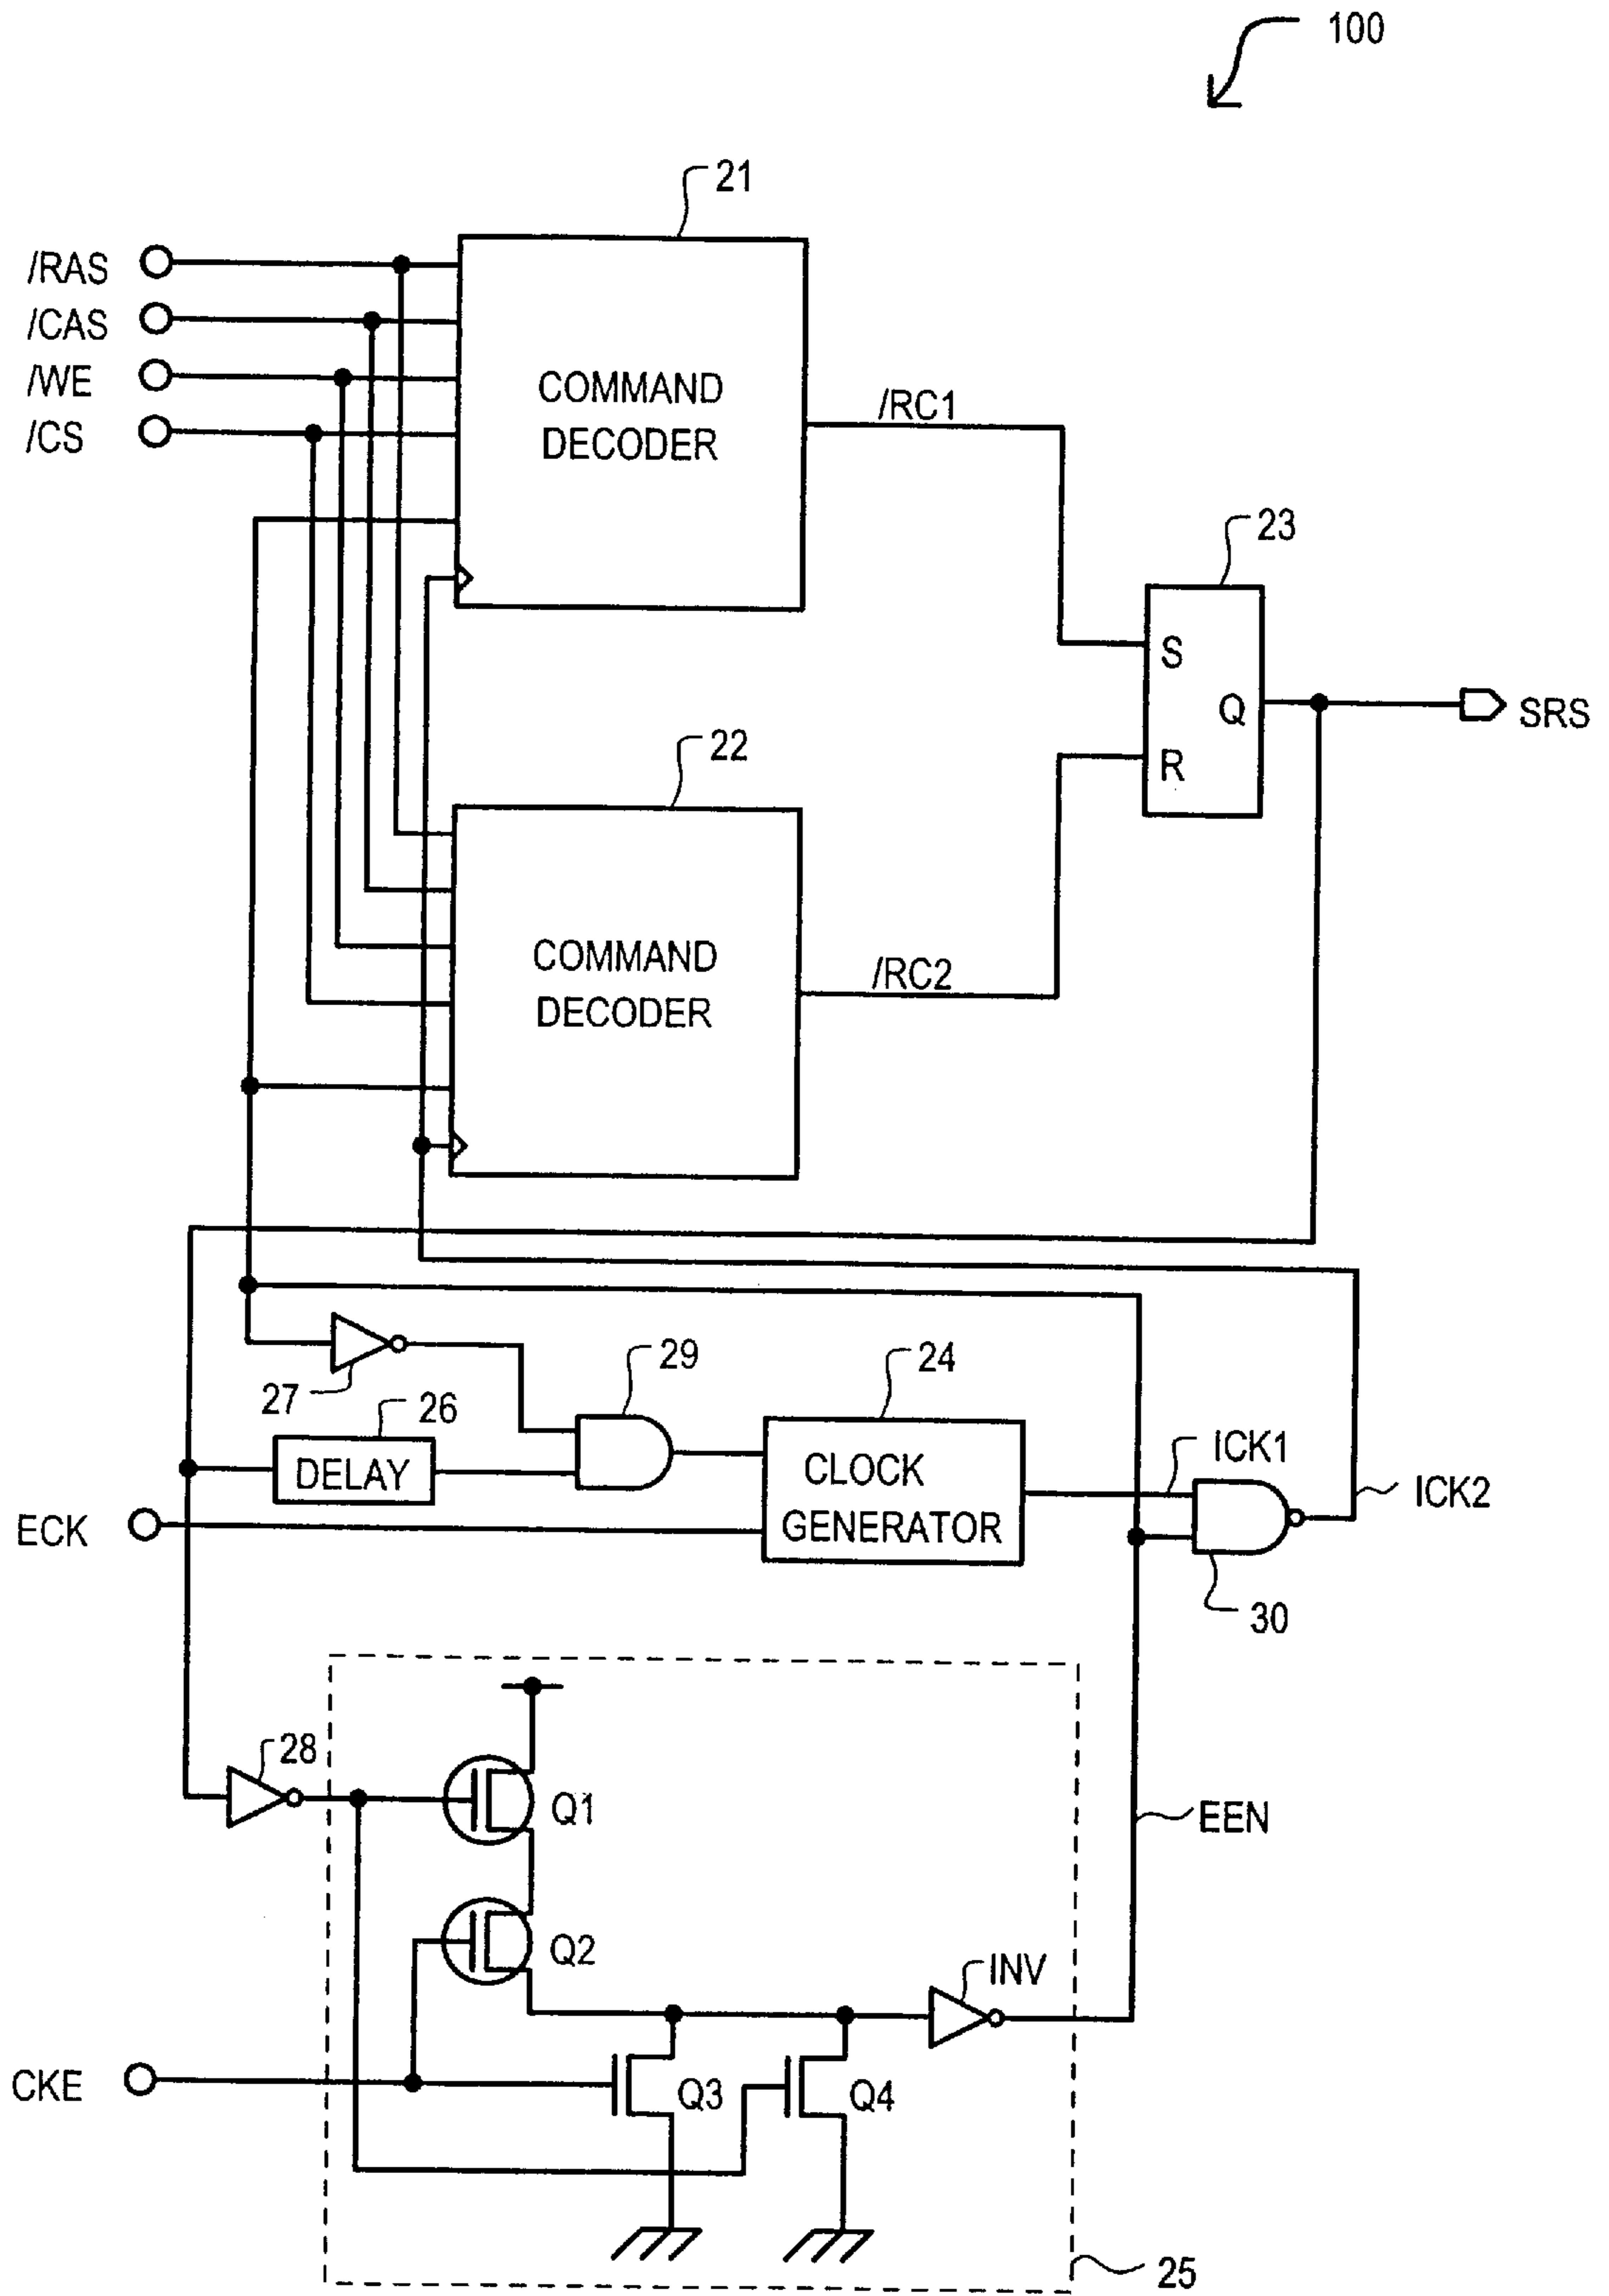 100
21
/RAS
/CAS
/WE
/CS
COMMAND
DECODER
/RC1
23
S
Q
R
SRS
22
COMMAND
DECODER
/RC2
27
29
24
26
DELAY
CLOCK
GENERATOR
ICK1
ICK2
ECK
30
28
Q1
EEN
Q2
INV
CKE
Q3
Q4
25